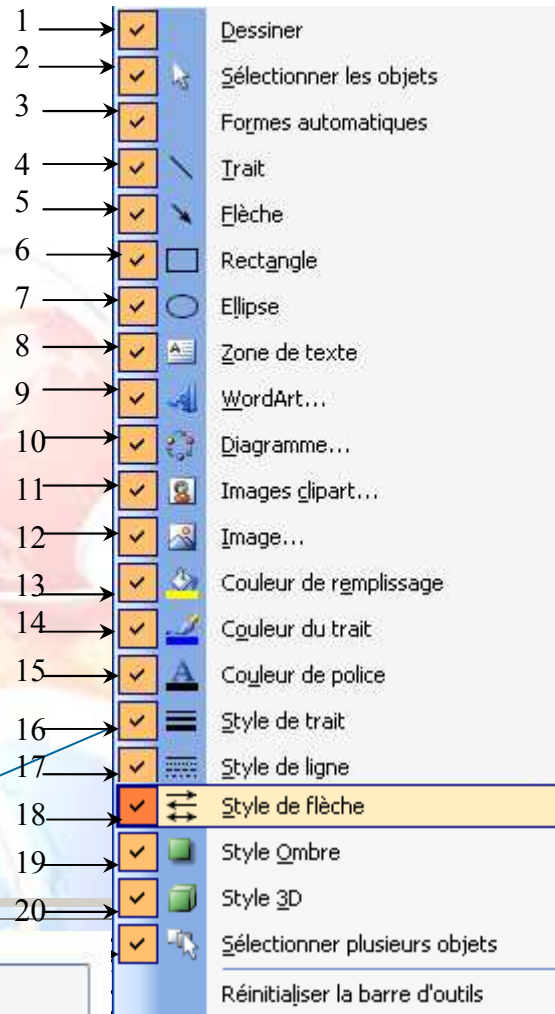 1 Dessiner
2 Sélectionner les objets
3 Formes automatiques
4 Trait
5 Flèche
6 Rectangle
7 Ellipse
8 Zone de texte
9 WordArt...
10 Diagramme...
11 Images clipart...
12 Image...
13 Couleur de remplissage
14 Couleur du trait
15 Couleur de police
16 Style de trait
17 Style de ligne
18 Style de flèche
19 Style Ombre
20 Style 3D
Sélectionner plusieurs objets
Réinitialiser la barre d'outils